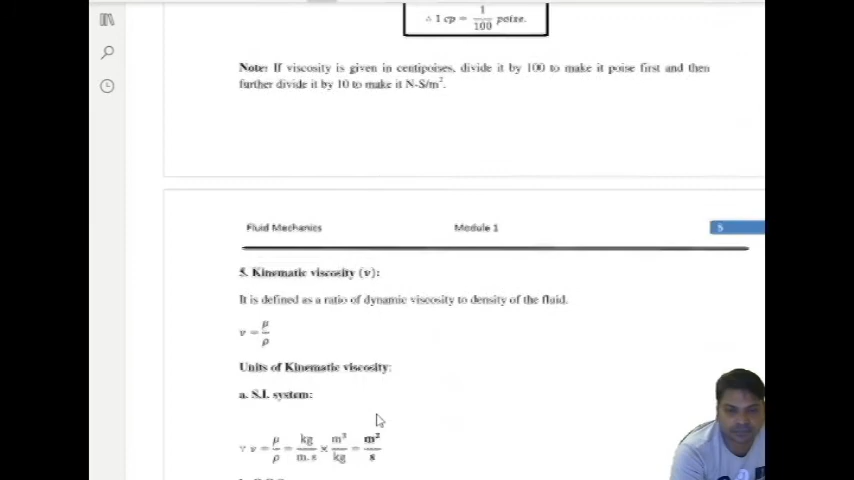 ∴ 1 cp = 1/100 poise.
Note: If viscosity is given in centipoises, divide it by 100 to make it poise first and then
further divide it by 10 to make it N-S/m².
Fluid Mechanics Module 1 5
5. Kinematic viscosity (v):
It is defined as a ratio of dynamic viscosity to density of the fluid.
v = μ/ρ
Units of Kinematic viscosity:
a. S.I. system:
∵ v = μ/ρ = kg/m.s × m³/kg = m²/s